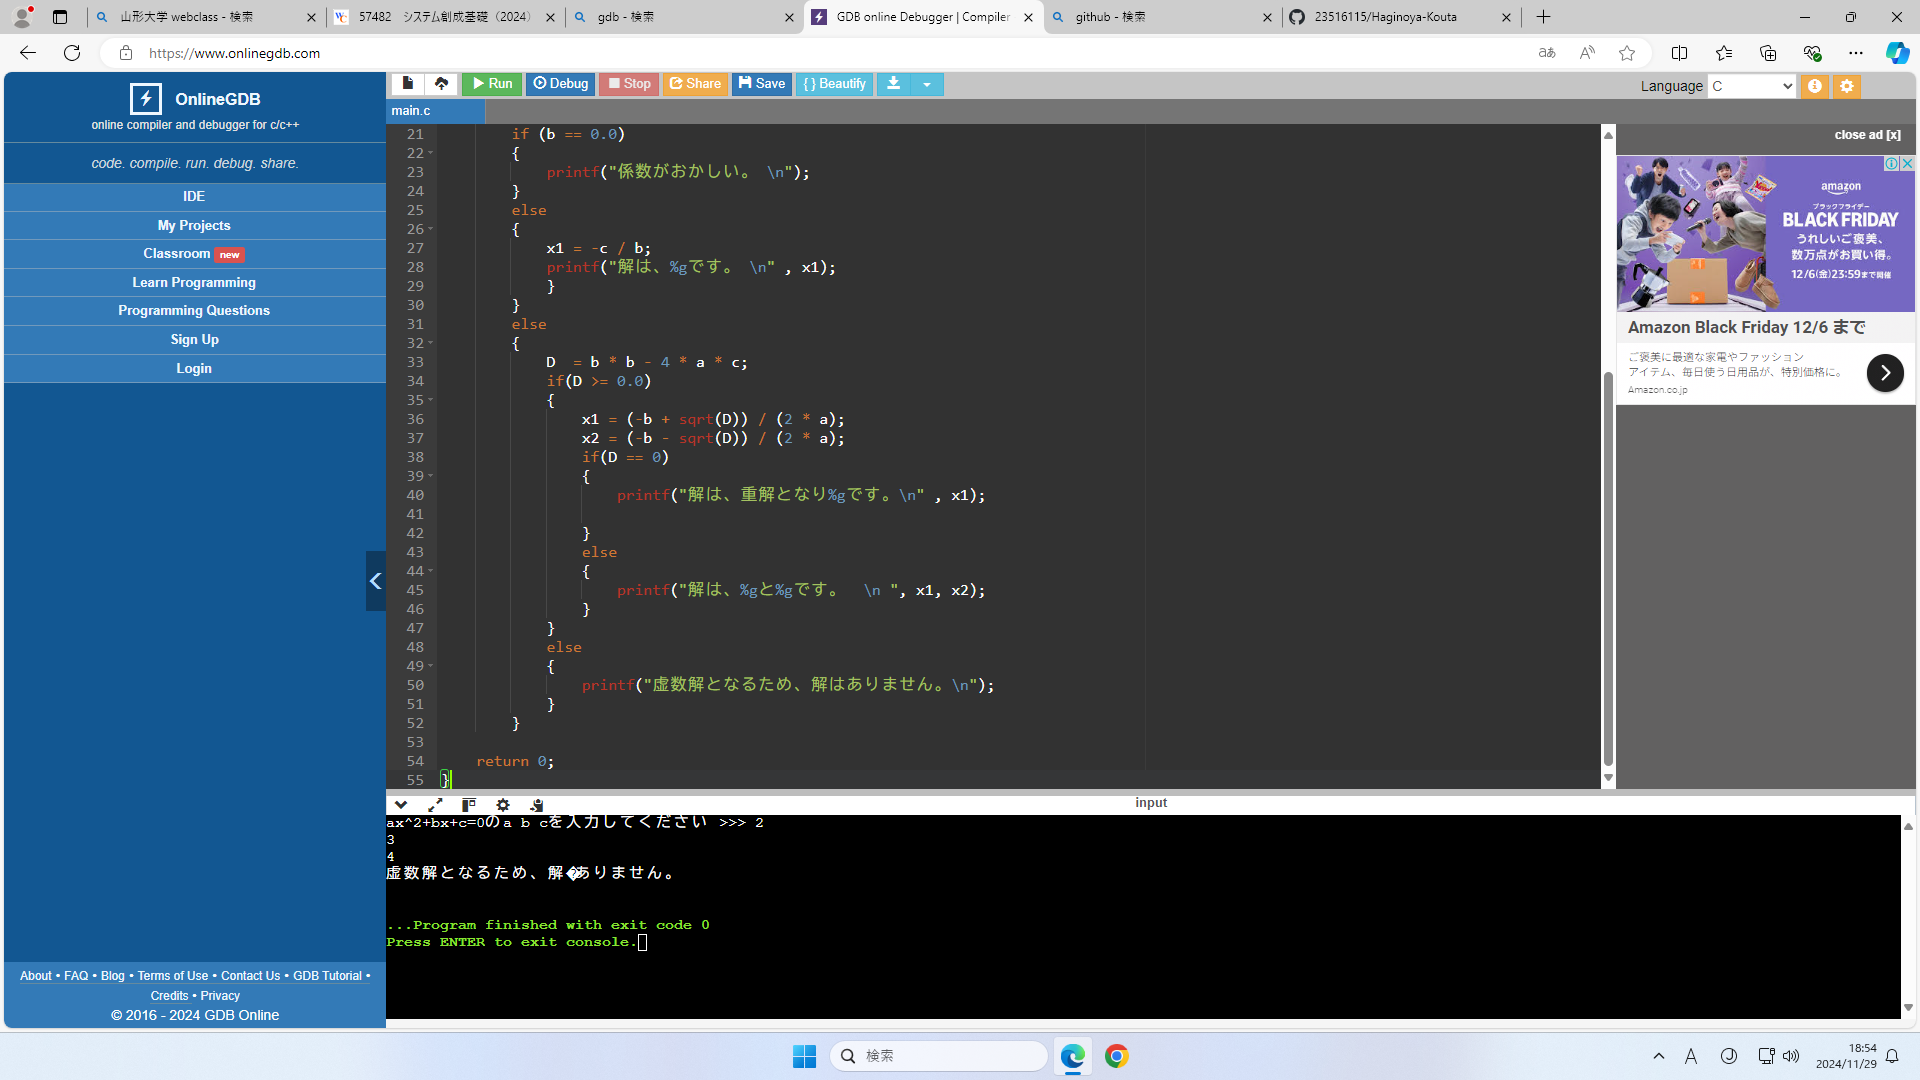 山形大学 webclass - 検索
57482　システム創成基礎（2024）
gdb - 検索
GDB online Debugger | Compiler
github - 検索
23516115/Haginoya-Kouta
https://www.onlinegdb.com
OnlineGDB
online compiler and debugger for c/c++
code. compile. run. debug. share.
IDE
My Projects
Classroom new
Learn Programming
Programming Questions
Sign Up
Login
About • FAQ • Blog • Terms of Use • Contact Us • GDB Tutorial •
Credits • Privacy
© 2016 - 2024 GDB Online
Run Debug Stop Share Save { } Beautify
Language C
main.c
21 if (b == 0.0)
22 {
23 printf("係数がおかしい。 \n");
24 }
25 else
26 {
27 x1 = -c / b;
28 printf("解は、%gです。 \n" , x1);
29 }
30 }
31 else
32 {
33 D  = b * b - 4 * a * c;
34 if(D >= 0.0)
35 {
36 x1 = (-b + sqrt(D)) / (2 * a);
37 x2 = (-b - sqrt(D)) / (2 * a);
38 if(D == 0)
39 {
40 printf("解は、重解となり%gです。\n" , x1);
41
42 }
43 else
44 {
45 printf("解は、%gと%gです。  \n ", x1, x2);
46 }
47 }
48 else
49 {
50 printf("虚数解となるため、解はありません。\n");
51 }
52 }
53
54 return 0;
55 }
close ad [x]
amazon
ブラックフライデー
BLACK FRIDAY
うれしいご褒美、
数万点がお買い得。
12/6(金)23:59まで開催
Amazon Black Friday 12/6 まで
ご褒美に最適な家電やファッション
アイテム、毎日使う日用品が、特別価格に。
Amazon.co.jp
input
ax^2+bx+c=0のa b cを入力してください >>> 2
3
4
虚数解となるため、解�ありません。
...Program finished with exit code 0
Press ENTER to exit console.
検索
A
18:54
2024/11/29